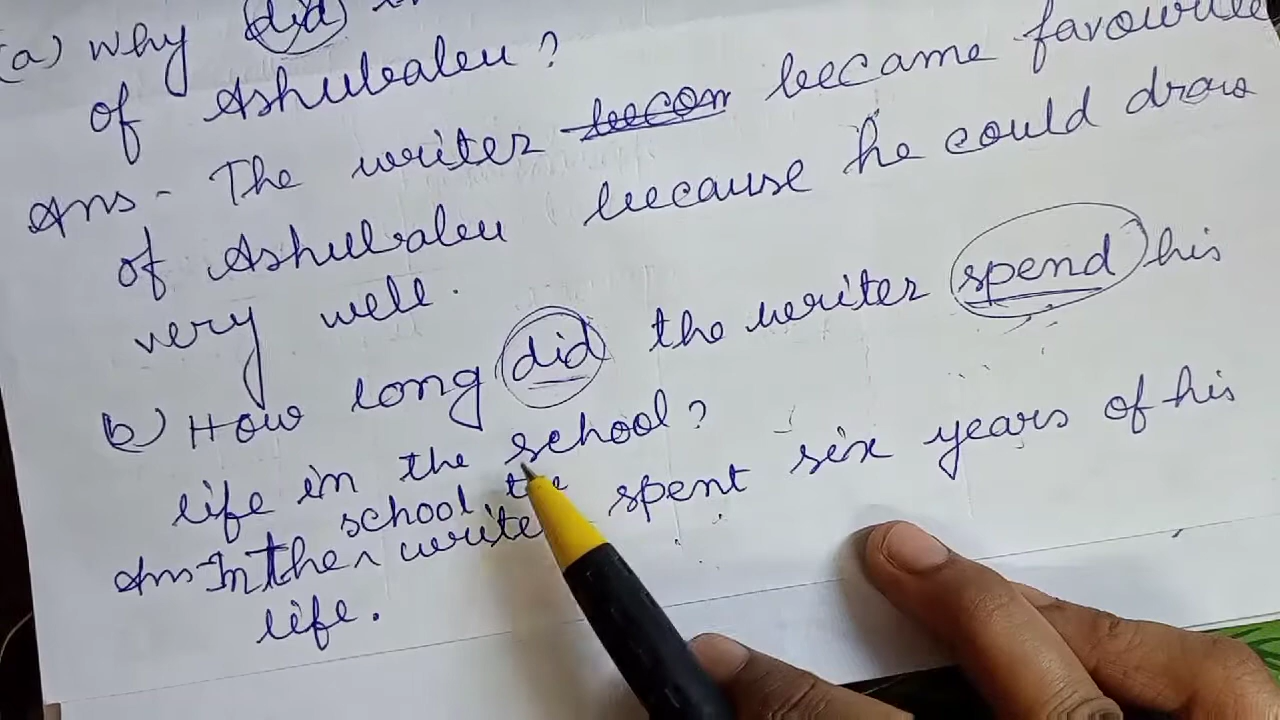 (a) Why did
of Ashubabu?
Ans- The writer became favourite
of Ashubabu because he could draw
very well.
b) How long did the writer spend his
life in the school?
school, the
Ans-In the ^ writer spent six years of his
life.